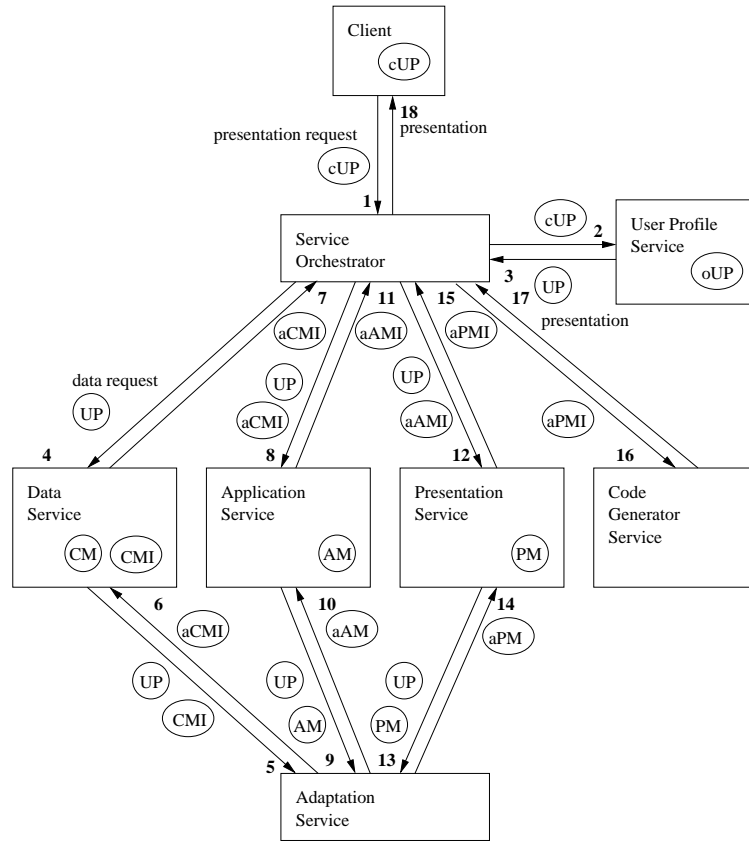 Client
cUP
18
presentation request
presentation
cUP
1
cUP
2
User Profile
Service
oUP
Service
Orchestrator
3
UP
7
11
15
17
presentation
aCMI
aAMI
aPMI
data request
UP
UP
aCMI
UP
aAMI
aPMI
4
8
12
16
Data
Service
CM
CMI
Application
Service
AM
Presentation
Service
PM
Code
Generator
Service
6
10
14
aCMI
aAM
aPM
UP
CMI
UP
AM
UP
PM
5
9
13
Adaptation
Service